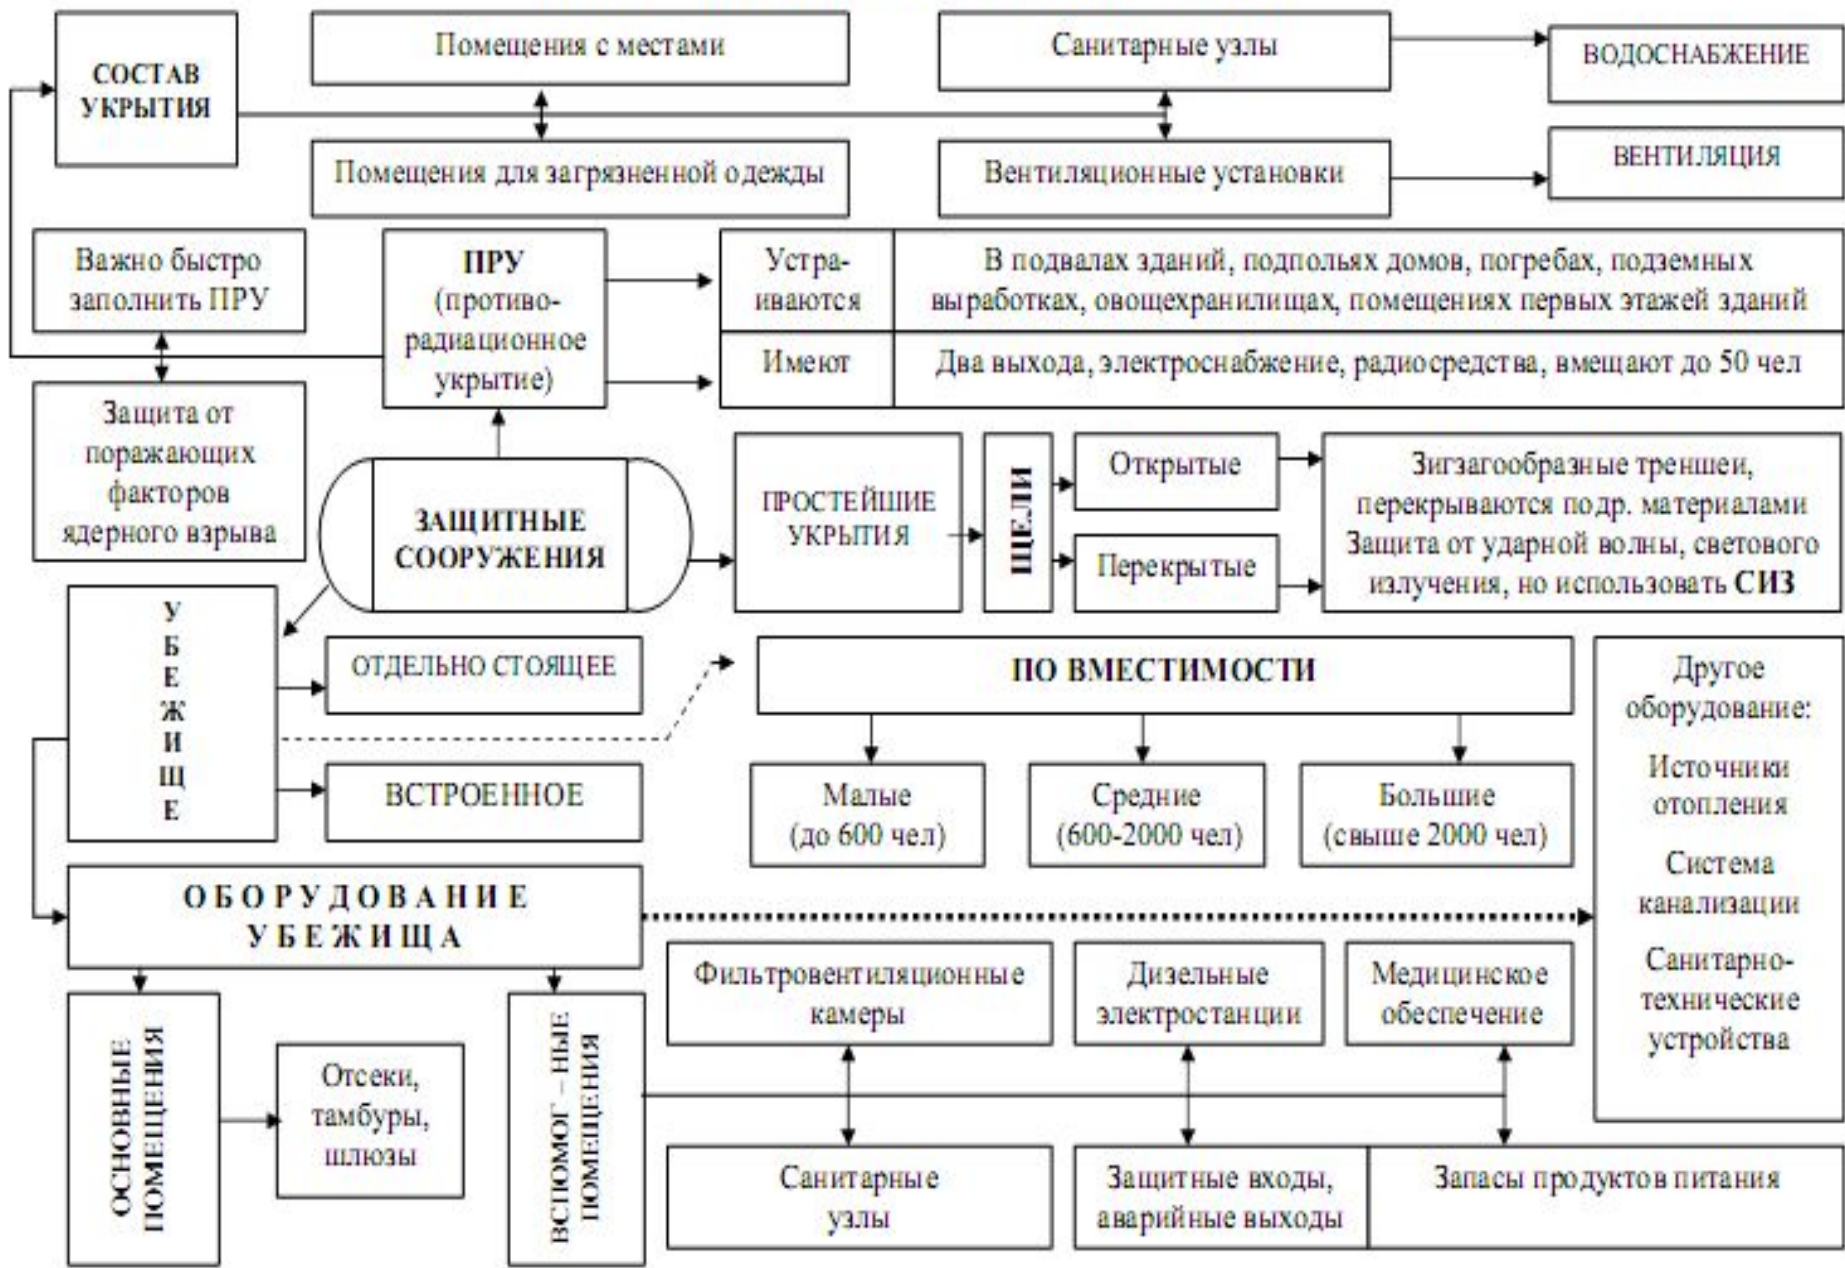 СОСТАВ
УКРЫТИЯ
Помещения с местами
Санитарные узлы
ВОДОСНАБЖЕНИЕ
Помещения для загрязненной одежды
Вентиляционные установки
ВЕНТИЛЯЦИЯ
Важно быстро
заполнить ПРУ
ПРУ
(противо-
радиационное
укрытие)
Устра-
иваются
В подвалах зданий, подпольях домов, погребах, подземных
выработках, овощехранилищах, помещениях первых этажей зданий
Имеют
Два выхода, электроснабжение, радиосредства, вмещают до 50 чел
Защита от
поражающих
факторов
ядерного взрыва
ЗАЩИТНЫЕ
СООРУЖЕНИЯ
ПРОСТЕЙШИЕ
УКРЫТИЯ
ЩЕЛИ
Открытые
Перекрытые
Зигзагообразные треншеи,
перекрываются подр. материалами
Защита от ударной волны, светового
излучения, но использовать СИЗ
УБЕЖИЩЕ
ОТДЕЛЬНО СТОЯЩЕЕ
ВСТРОЕННОЕ
ПО ВМЕСТИМОСТИ
Малые
(до 600 чел)
Средние
(600-2000 чел)
Большие
(свыше 2000 чел)
Другое
оборудование:
Источники
отопления
Система
канализации
Санитарно-
технические
устройства
ОБОРУДОВАНИЕ
УБЕЖИЩА
ОСНОВНЫЕ
ПОМЕЩЕНИЯ
Отсеки,
тамбуры,
шлюзы
ВСПОМОГ – НЫЕ
ПОМЕЩЕНИЯ
Фильтровентиляционные
камеры
Дизельные
электростанции
Медицинское
обеспечение
Санитарные
узлы
Защитные входы,
аварийные выходы
Запасы продуктов питания